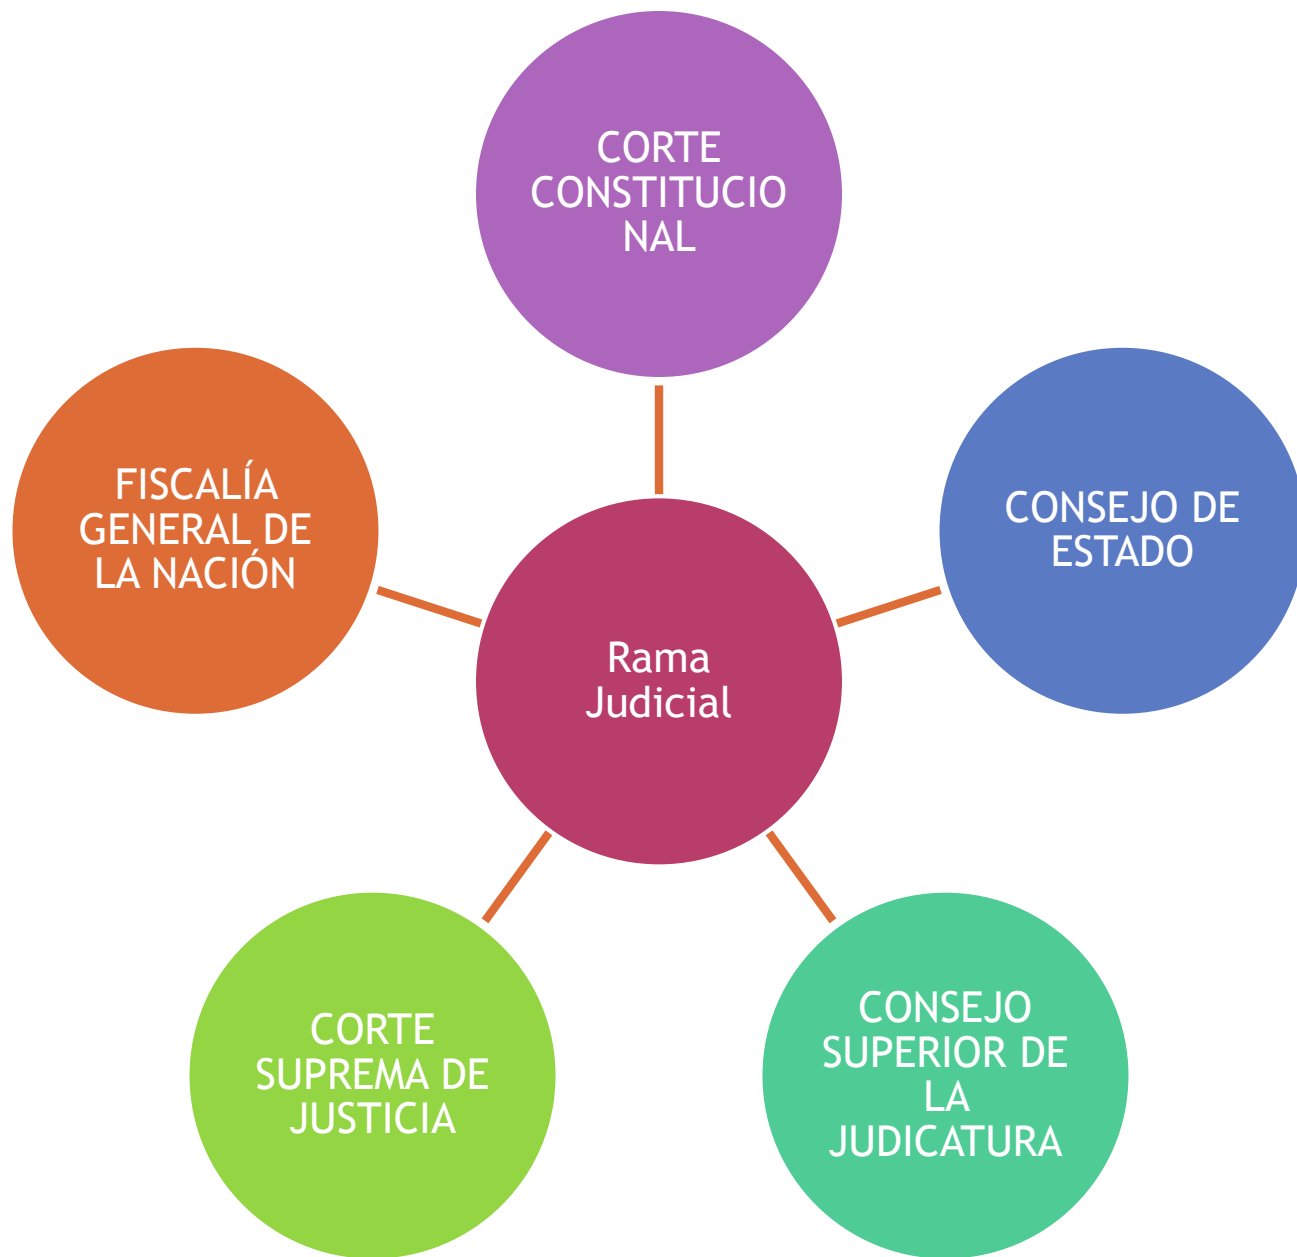 CORTE
CONSTITUCIO
NAL
FISCALÍA
GENERAL DE
LA NACIÓN
CONSEJO DE
ESTADO
Rama
Judicial
CORTE
SUPREMA DE
JUSTICIA
CONSEJO
SUPERIOR DE
LA
JUDICATURA